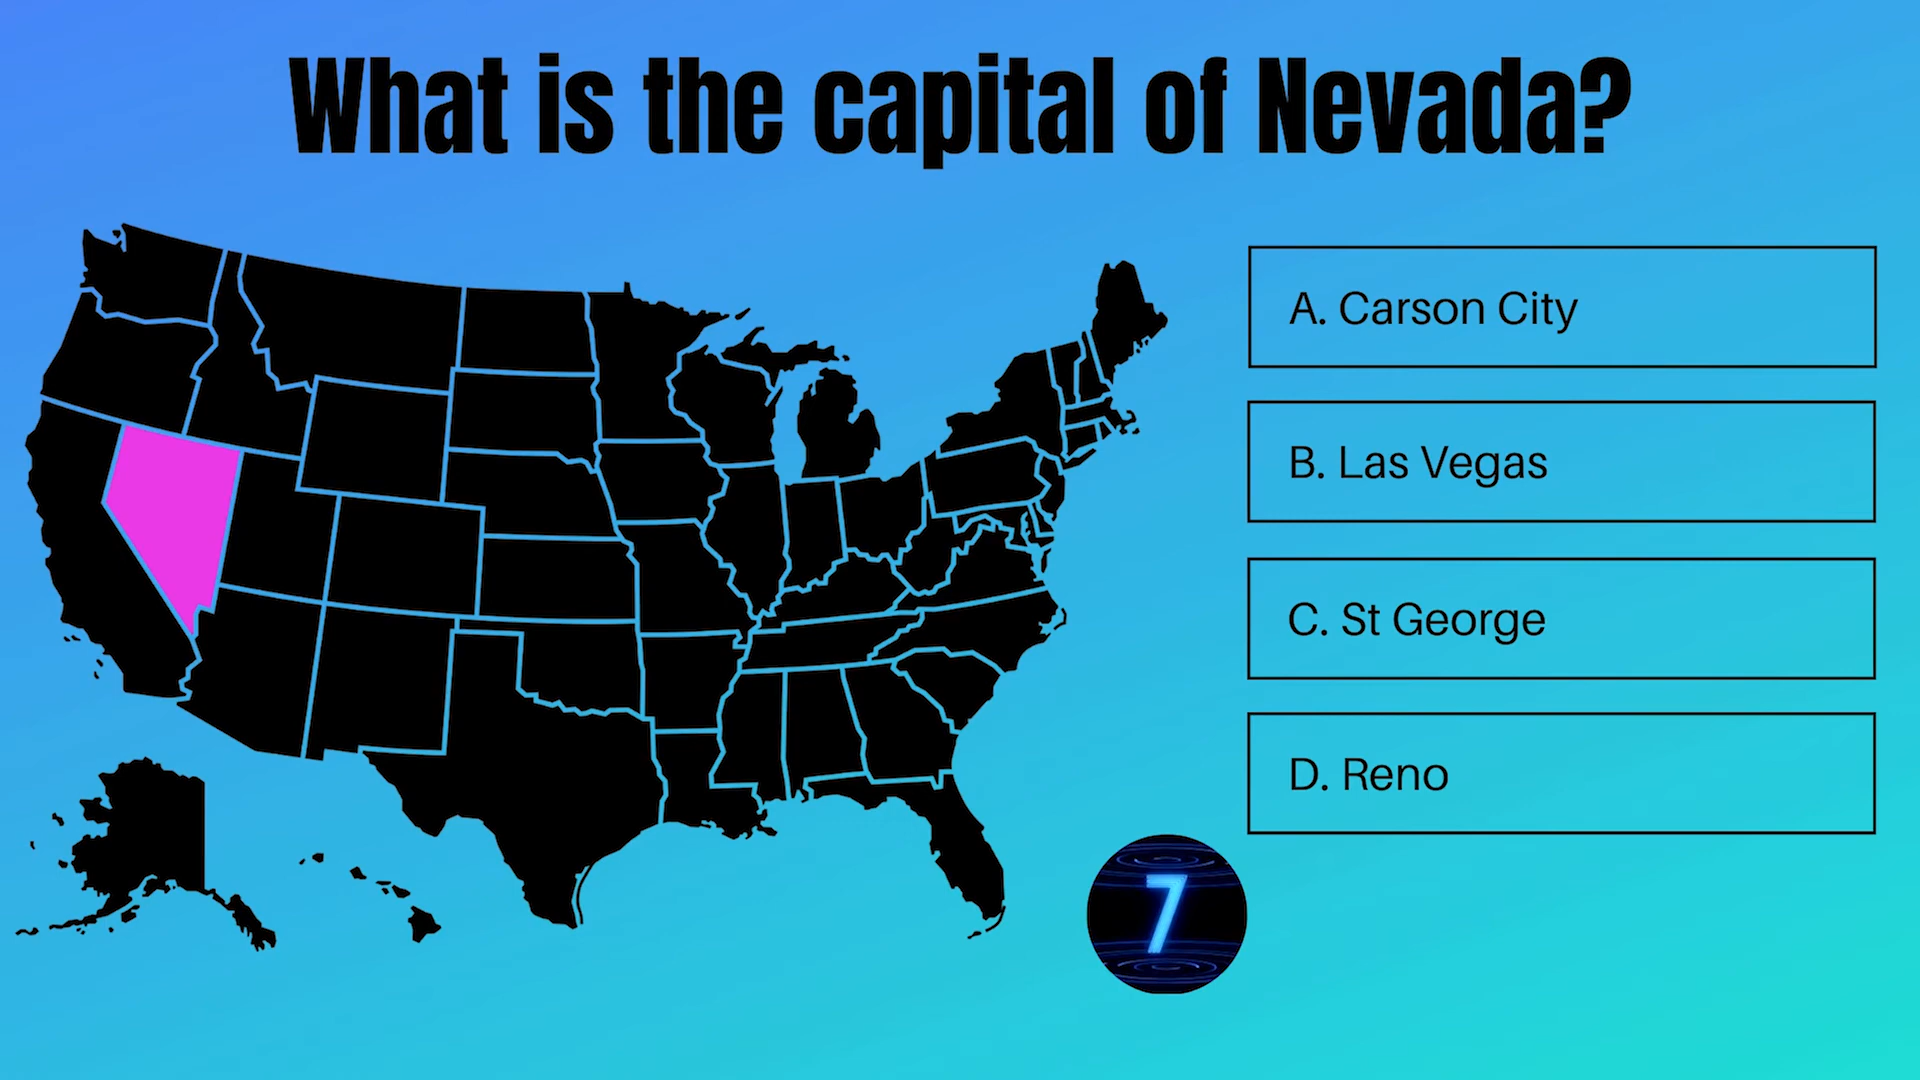 What is the capital of Nevada?
A. Carson City
B. Las Vegas
C. St George
D. Reno
7